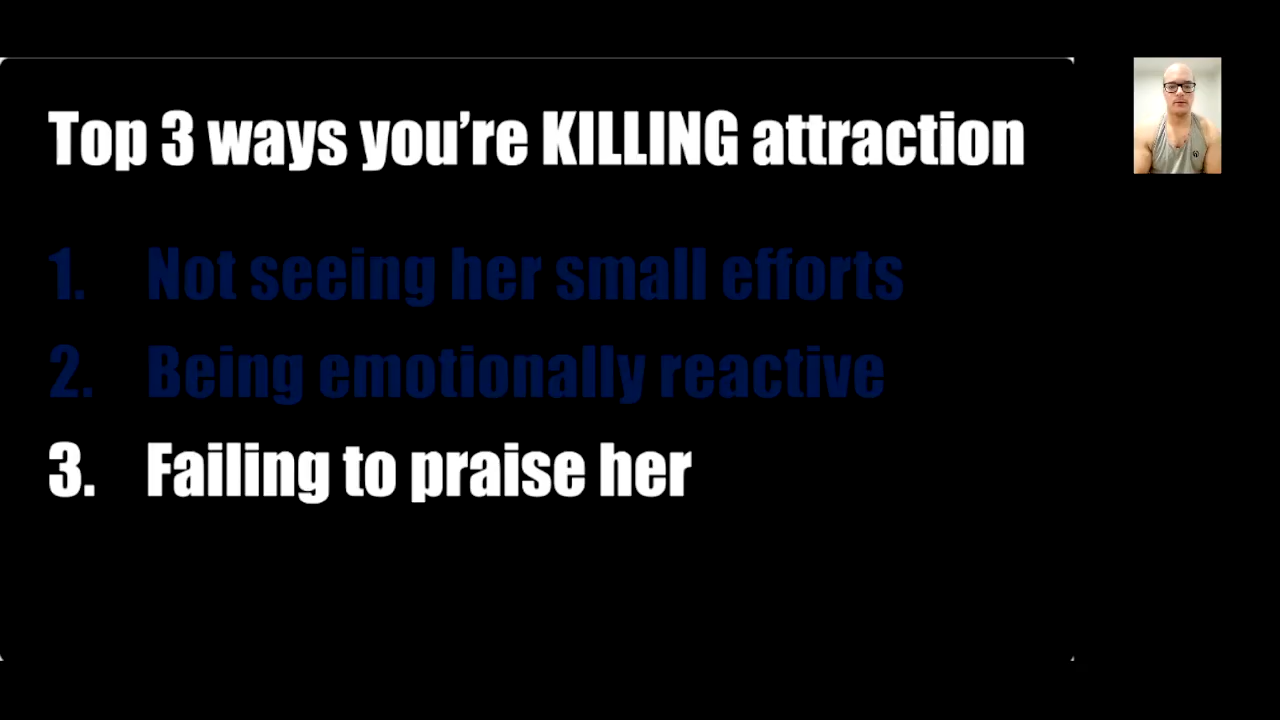 Top 3 ways you're KILLING attraction
1. Not seeing her small efforts
2. Being emotionally reactive
3. Failing to praise her